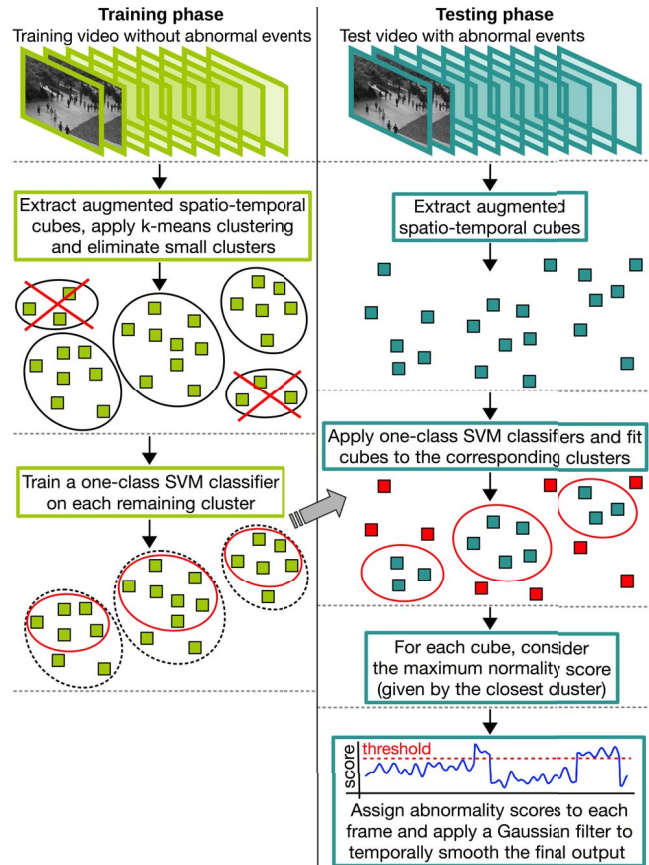 Training phase
Training video without abnormal events
Extract augmented spatio-temporal
cubes, apply k-means clustering
and eliminate small clusters
Train a one-class SVM classifier
on each remaining cluster
Testing phase
Test video with abnormal events
Extract augmented
spatio-temporal cubes
Apply one-class SVM classifiers and fit
cubes to the corresponding clusters
For each cube, consider
the maximum normality score
(given by the closest cluster)
threshold
score
Assign abnormality scores to each
frame and apply a Gaussian filter to
temporally smooth the final output